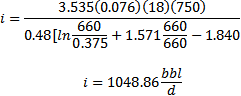 i = 3.535(0.076)(18)(750) / 0.48[ln 660/0.375 + 1.571 660/660 - 1.840
i = 1048.86 bbl/d